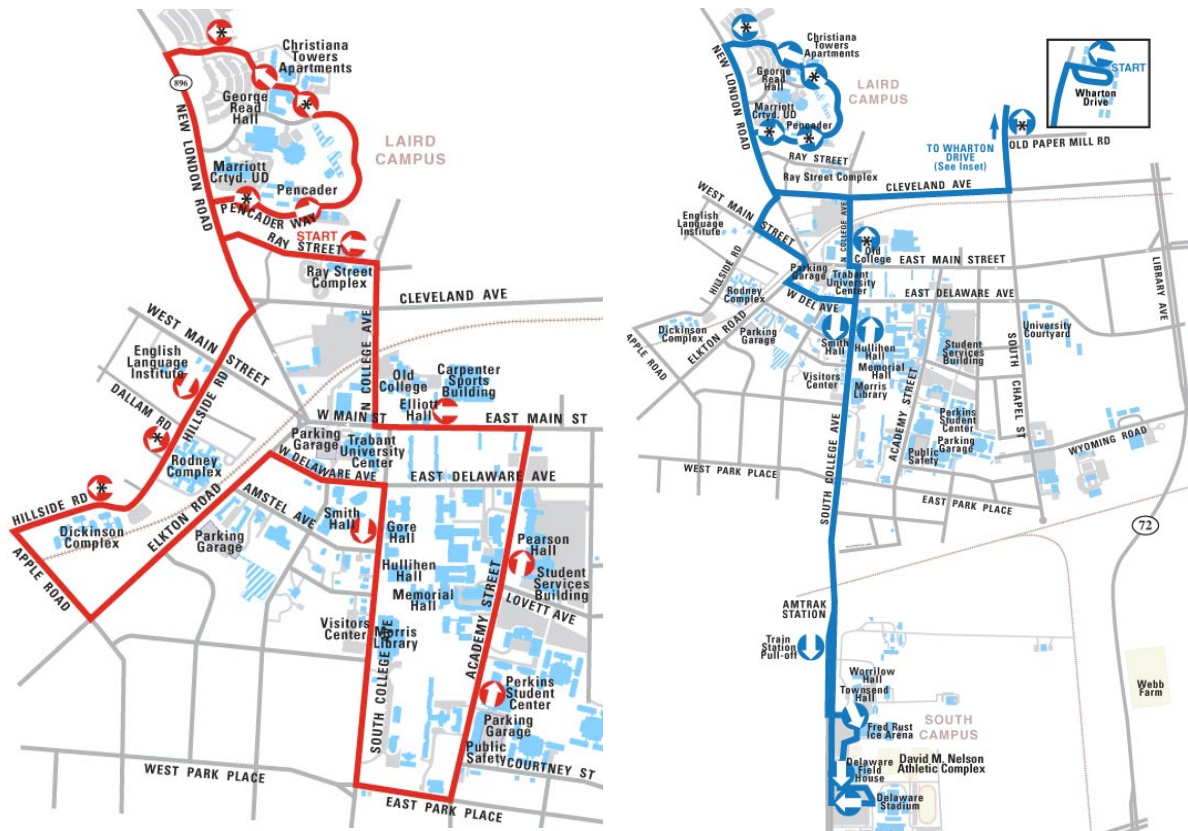 Christiana
Towers
Apartments
896
George
Read
Hall
NEW LONDON ROAD
LAIRD
CAMPUS
Marriott
Crtyd. UD
Pencader
PENCADER WAY
START
RAY STREET
Ray Street
Complex
CLEVELAND AVE
WEST MAIN STREET
English
Language
Institute
HILLSIDE RD
DALLAM RD
N COLLEGE AVE
Old
College
Carpenter
Sports
Building
Elliott
Hall
W MAIN ST
EAST MAIN ST
Parking
Garage
Trabant
University
Center
Rodney
Complex
W DELAWARE AVE
EAST DELAWARE AVE
HILLSIDE RD
ELKTON ROAD
AMSTEL AVE
Smith
Hall
Gore
Hall
Dickinson
Complex
Parking
Garage
APPLE ROAD
Pearson
Hall
Hullihen
Hall
Student
Services
Building
Memorial
Hall
ACADEMY STREET
LOVETT AVE
Visitors
Center
Morris
Library
SOUTH COLLEGE AVE
Perkins
Student
Center
Parking
Garage
Public
Safety
COURTNEY ST
WEST PARK PLACE
EAST PARK PLACE
Christiana
Towers
Apartments
NEW LONDON ROAD
George
Read
Hall
LAIRD
CAMPUS
Marriott
Crtyd. UD
Pencader
START
Wharton
Drive
TO WHARTON
DRIVE
(See Inset)
OLD PAPER MILL RD
RAY STREET
Ray Street Complex
CLEVELAND AVE
WEST MAIN STREET
English
Language
Institute
N COLLEGE AVE
Old
College
EAST MAIN STREET
LIBRARY AVE
HILLSIDE RD
Parking
Garage
Trabant
University
Center
Rodney
Complex
W DEL AVE
EAST DELAWARE AVE
Dickinson
Complex
ELKTON ROAD
APPLE ROAD
Parking
Garage
Smith
Hall
Hullihen
Hall
Student
Services
Building
University
Courtyard
SOUTH CHAPEL ST
Visitors
Center
Memorial
Hall
Morris
Library
ACADEMY STREET
Perkins
Student
Center
Parking
Garage
Public
Safety
WYOMING ROAD
WEST PARK PLACE
SOUTH COLLEGE AVE
EAST PARK PLACE
72
AMTRAK
STATION
Train
Station
Pull-off
Worrilow
Hall
Townsend
Hall
Webb
Farm
SOUTH
CAMPUS
Fred Rust
Ice Arena
Delaware
Field
House
David M. Nelson
Athletic Complex
Delaware
Stadium